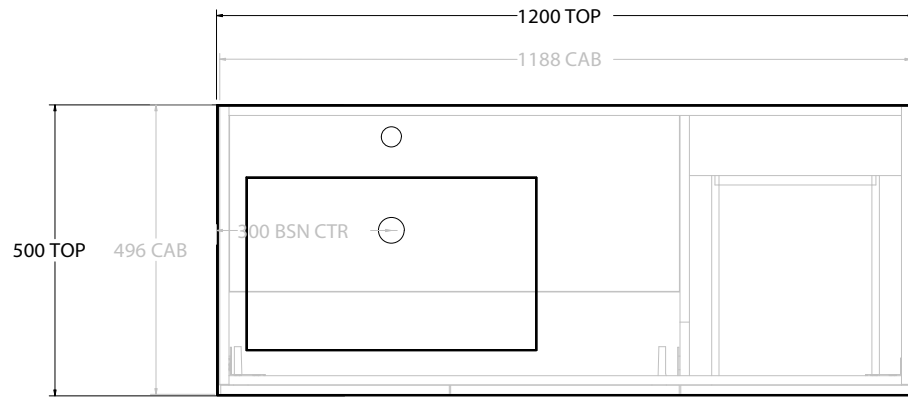 1200 TOP
1188 CAB
300 BSN CTR
500 TOP
496 CAB